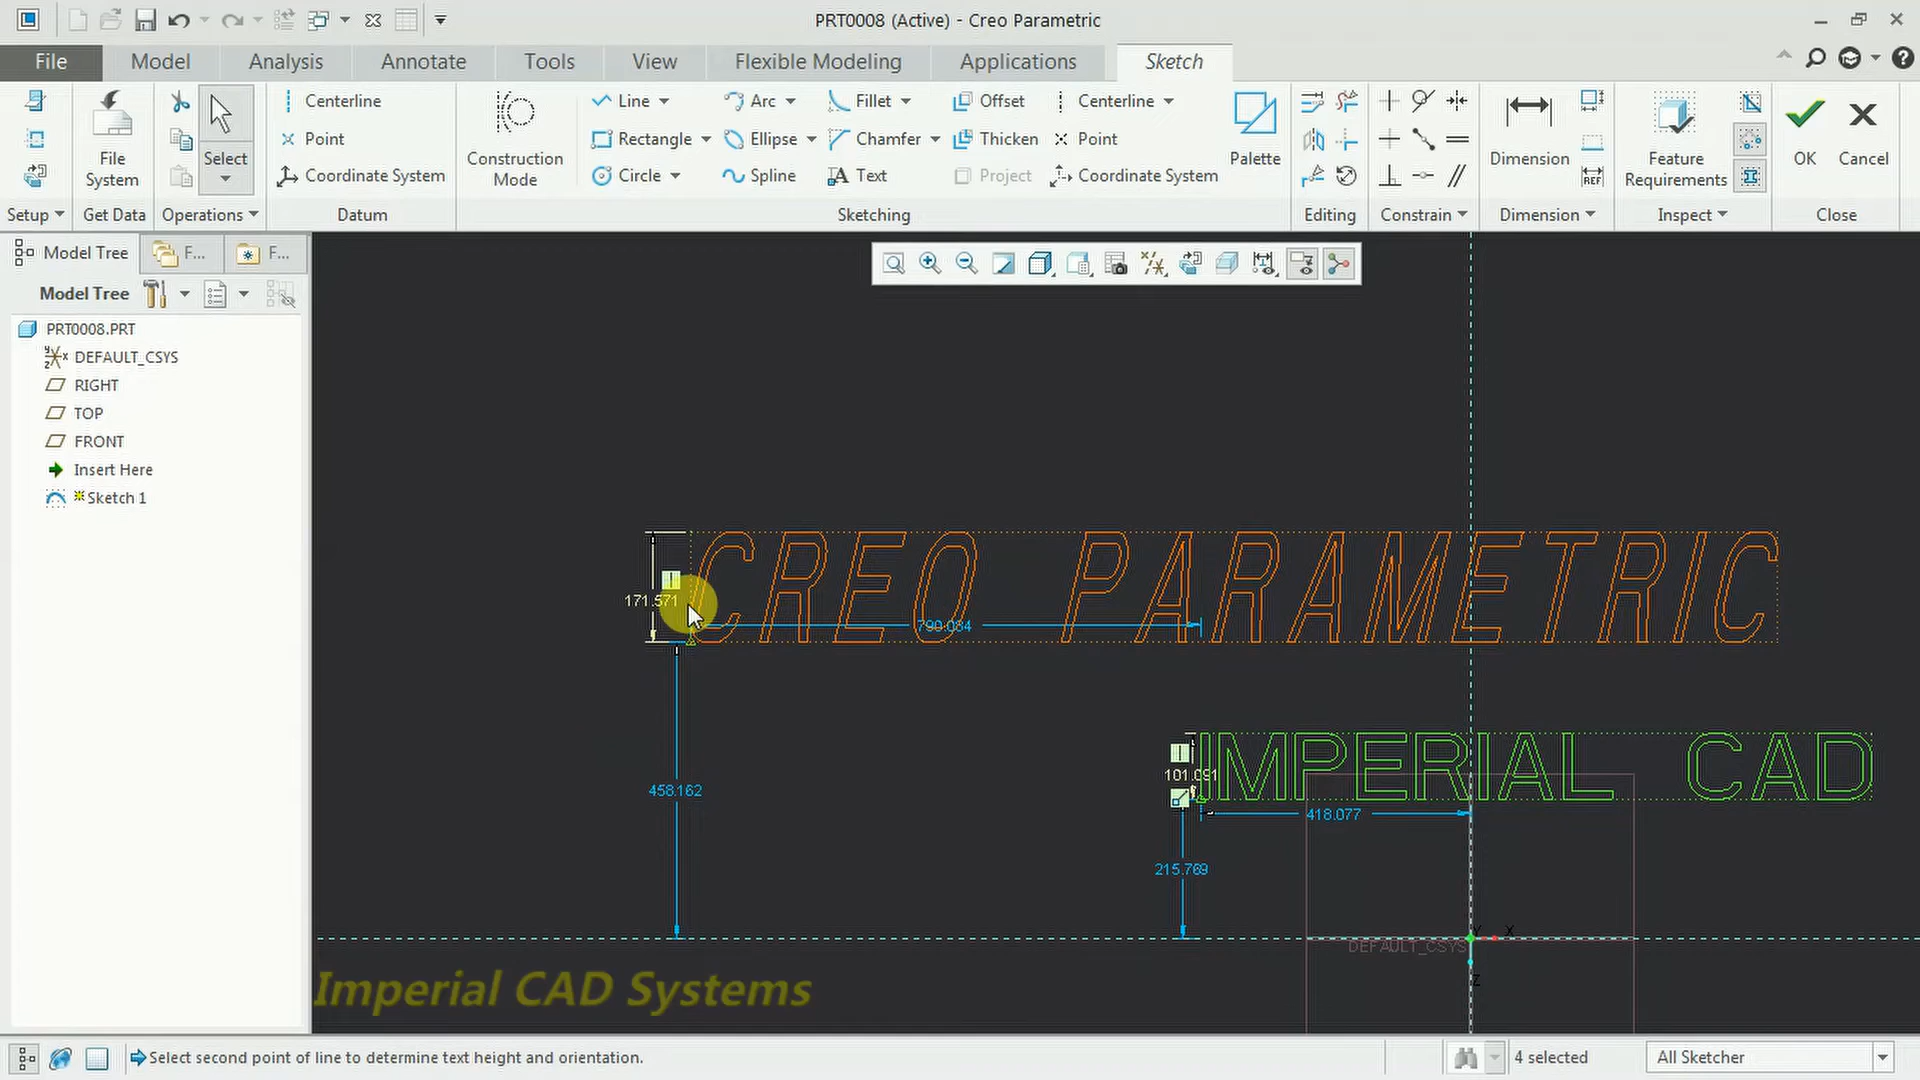 PRT0008 (Active) - Creo Parametric
File Model Analysis Annotate Tools View Flexible Modeling Applications Sketch
Centerline Line Arc Fillet Offset Centerline
Point Rectangle Ellipse Chamfer Thicken Point
Coordinate System Circle Spline Text Project Coordinate System
File System Select Construction Mode Palette Dimension Feature Requirements OK Cancel
REF
Setup Get Data Operations Datum Sketching Editing Constrain Dimension Inspect Close
Model Tree F... F...
Model Tree
PRT0008.PRT
DEFAULT_CSYS
RIGHT
TOP
FRONT
Insert Here
Sketch 1
CREO PARAMETRIC
171.571
790.084
IMPERIAL CAD
101.091
458.162
418.077
215.769
DEFAULT_CSYS
Y X
Z
Imperial CAD Systems
Select second point of line to determine text height and orientation.
4 selected
All Sketcher